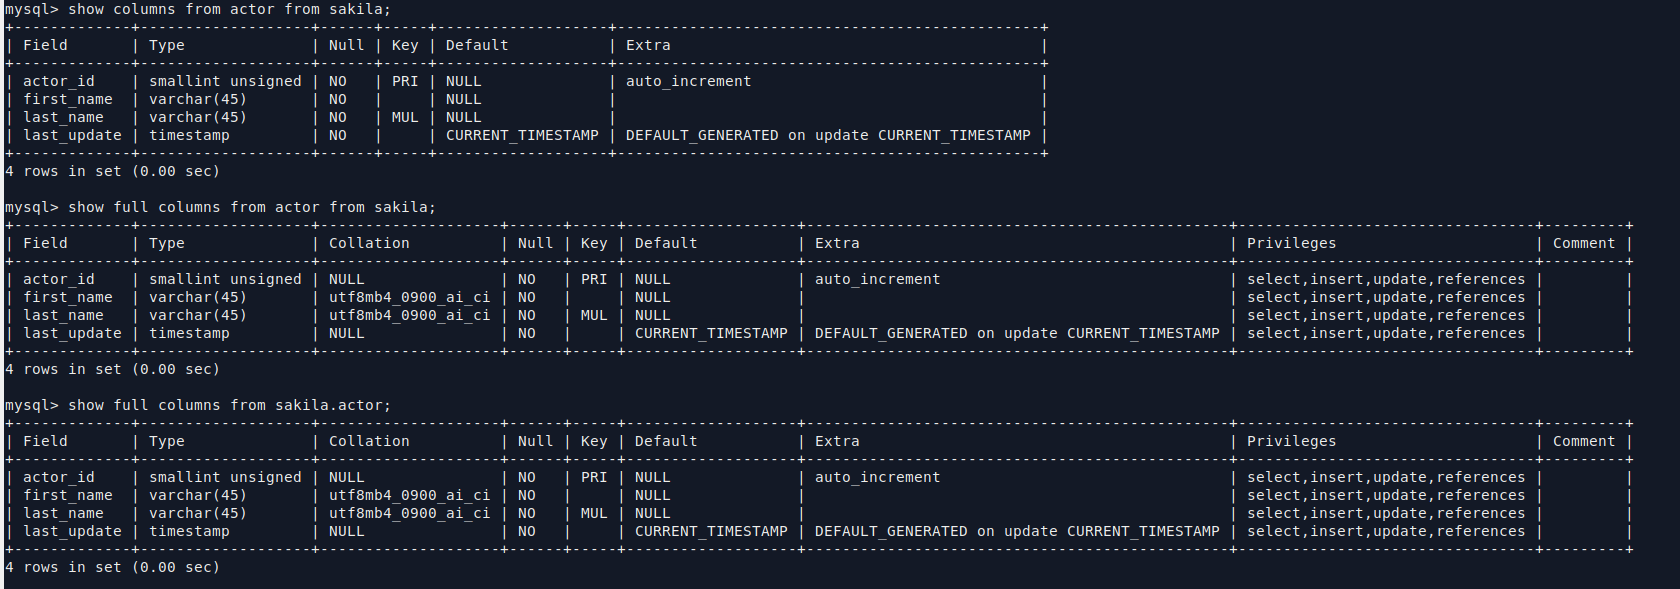 mysql> show columns from actor from sakila;
+-------------+-------------------+------+-----+-------------------+-----------------------------------------------+
| Field       | Type              | Null | Key | Default           | Extra                                         |
+-------------+-------------------+------+-----+-------------------+-----------------------------------------------+
| actor_id    | smallint unsigned | NO   | PRI | NULL              | auto_increment                                |
| first_name  | varchar(45)       | NO   |     | NULL              |                                               |
| last_name   | varchar(45)       | NO   | MUL | NULL              |                                               |
| last_update | timestamp         | NO   |     | CURRENT_TIMESTAMP | DEFAULT_GENERATED on update CURRENT_TIMESTAMP |
+-------------+-------------------+------+-----+-------------------+-----------------------------------------------+
4 rows in set (0.00 sec)

mysql> show full columns from actor from sakila;
+-------------+-------------------+--------------------+------+-----+-------------------+-----------------------------------------------+---------------------------------+---------+
| Field       | Type              | Collation          | Null | Key | Default           | Extra                                         | Privileges                      | Comment |
+-------------+-------------------+--------------------+------+-----+-------------------+-----------------------------------------------+---------------------------------+---------+
| actor_id    | smallint unsigned | NULL               | NO   | PRI | NULL              | auto_increment                                | select,insert,update,references |         |
| first_name  | varchar(45)       | utf8mb4_0900_ai_ci | NO   |     | NULL              |                                               | select,insert,update,references |         |
| last_name   | varchar(45)       | utf8mb4_0900_ai_ci | NO   | MUL | NULL              |                                               | select,insert,update,references |         |
| last_update | timestamp         | NULL               | NO   |     | CURRENT_TIMESTAMP | DEFAULT_GENERATED on update CURRENT_TIMESTAMP | select,insert,update,references |         |
+-------------+-------------------+--------------------+------+-----+-------------------+-----------------------------------------------+---------------------------------+---------+
4 rows in set (0.00 sec)

mysql> show full columns from sakila.actor;
+-------------+-------------------+--------------------+------+-----+-------------------+-----------------------------------------------+---------------------------------+---------+
| Field       | Type              | Collation          | Null | Key | Default           | Extra                                         | Privileges                      | Comment |
+-------------+-------------------+--------------------+------+-----+-------------------+-----------------------------------------------+---------------------------------+---------+
| actor_id    | smallint unsigned | NULL               | NO   | PRI | NULL              | auto_increment                                | select,insert,update,references |         |
| first_name  | varchar(45)       | utf8mb4_0900_ai_ci | NO   |     | NULL              |                                               | select,insert,update,references |         |
| last_name   | varchar(45)       | utf8mb4_0900_ai_ci | NO   | MUL | NULL              |                                               | select,insert,update,references |         |
| last_update | timestamp         | NULL               | NO   |     | CURRENT_TIMESTAMP | DEFAULT_GENERATED on update CURRENT_TIMESTAMP | select,insert,update,references |         |
+-------------+-------------------+--------------------+------+-----+-------------------+-----------------------------------------------+---------------------------------+---------+
4 rows in set (0.00 sec)